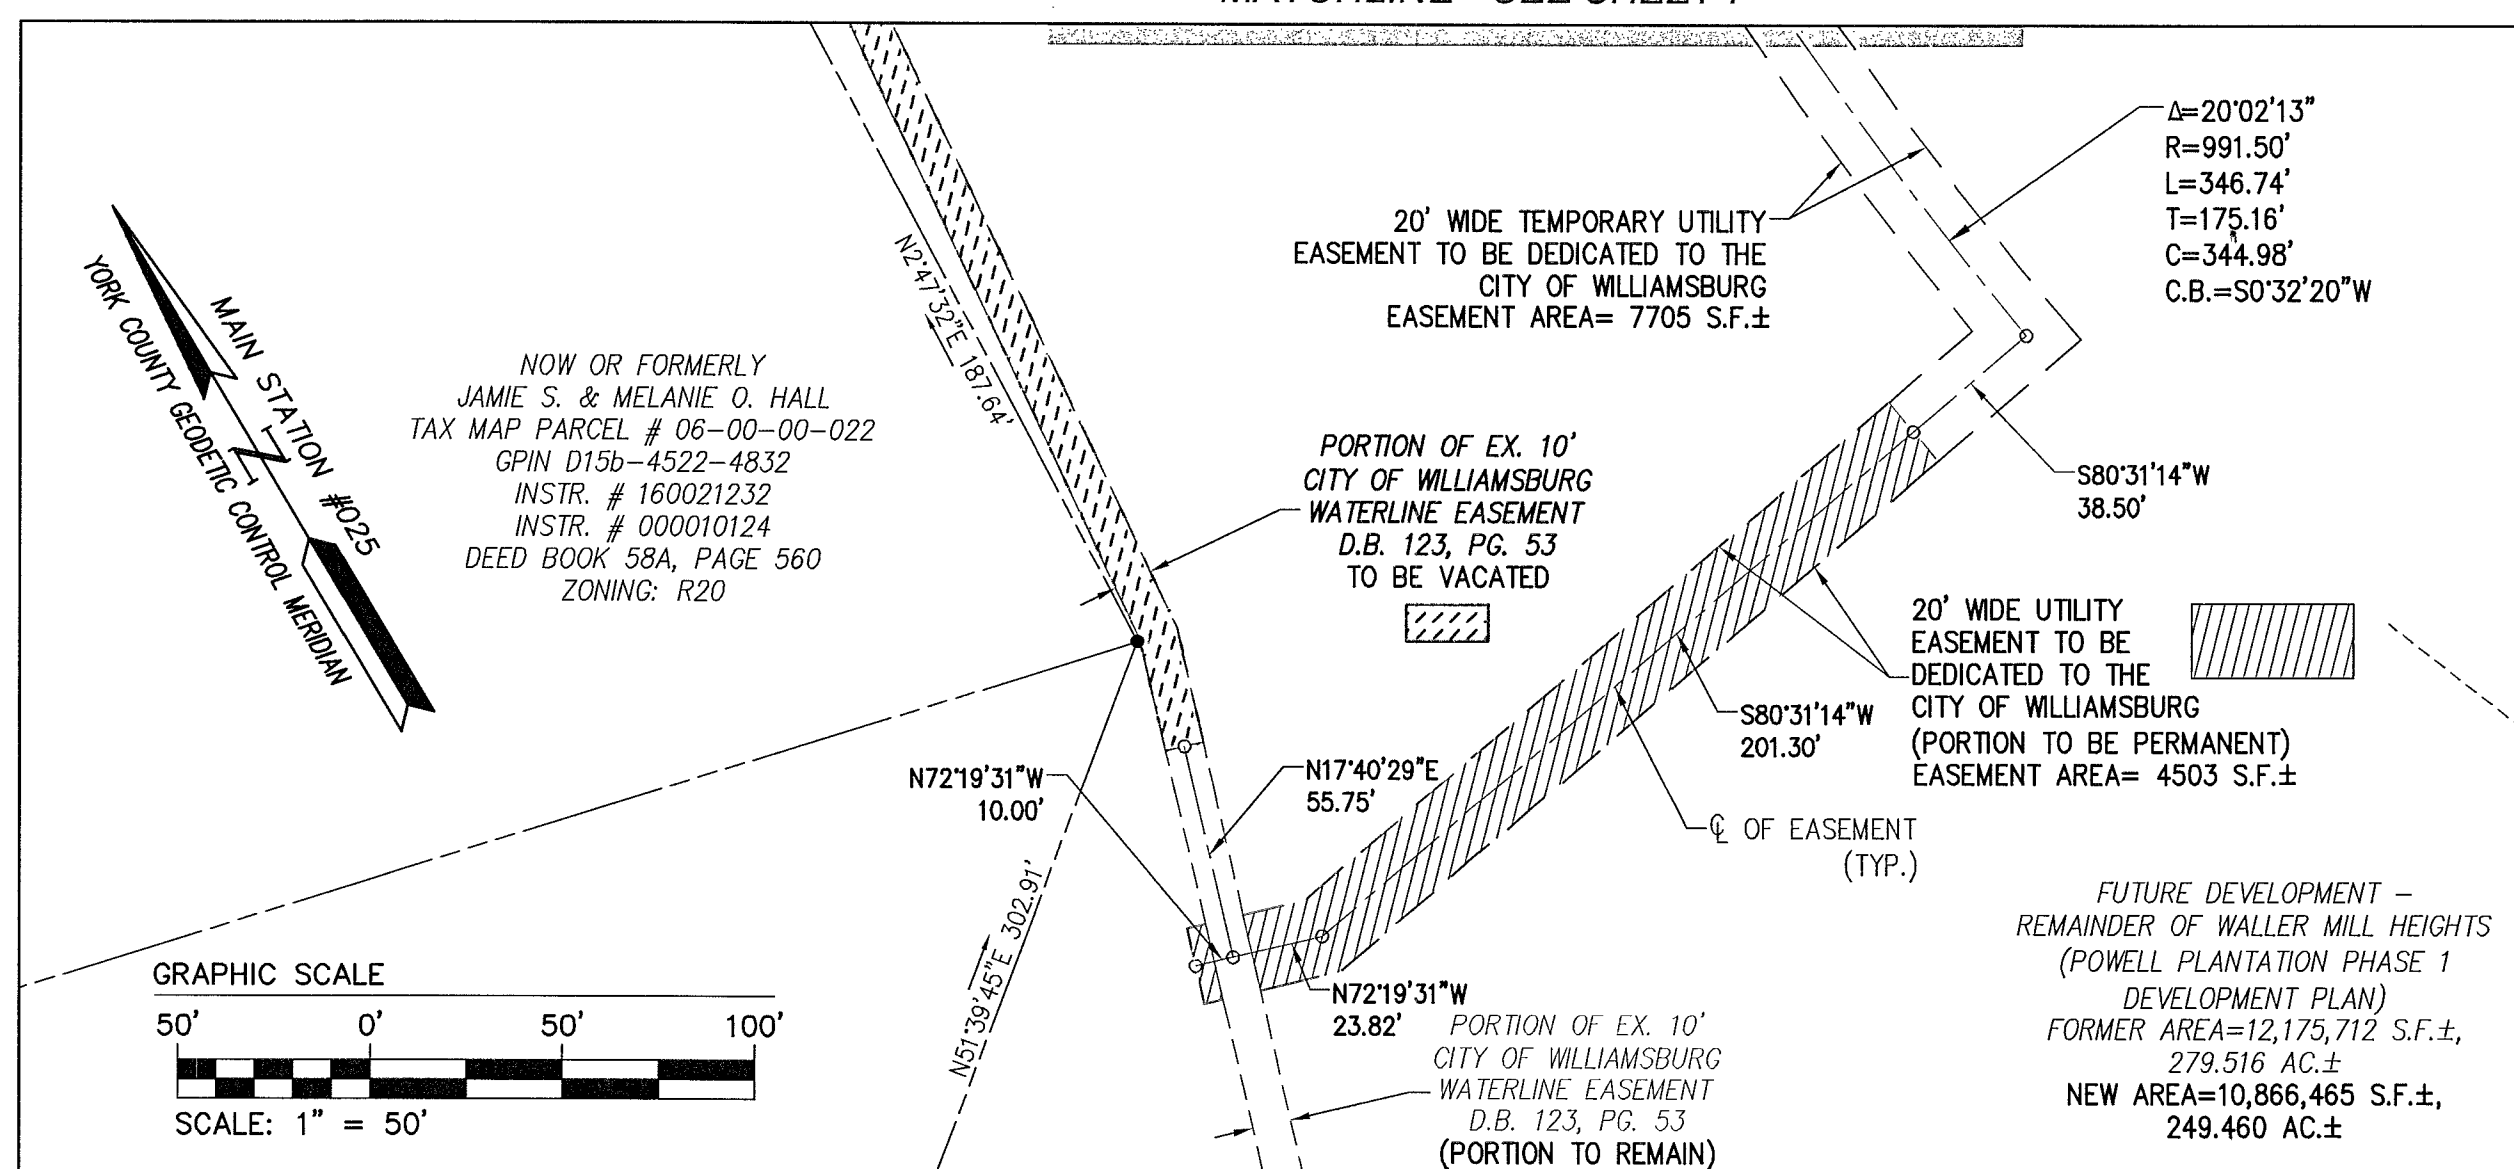 Δ=20°02'13"
R=991.50'
L=346.74'
T=175.16'
C=344.98'
C.B.=S0°32'20"W
20' WIDE TEMPORARY UTILITY
EASEMENT TO BE DEDICATED TO THE
CITY OF WILLIAMSBURG
EASEMENT AREA= 7705 S.F.±
N2°47'32"E 187.64'
MAIN STATION #025
YORK COUNTY GEODETIC CONTROL MERIDIAN
NOW OR FORMERLY
JAMIE S. & MELANIE O. HALL
TAX MAP PARCEL # 06-00-00-022
GPIN D15b-4522-4832
INSTR. # 160021232
INSTR. # 000010124
DEED BOOK 58A, PAGE 560
ZONING: R20
PORTION OF EX. 10'
CITY OF WILLIAMSBURG
WATERLINE EASEMENT
D.B. 123, PG. 53
TO BE VACATED
S80°31'14"W
38.50'
20' WIDE UTILITY
EASEMENT TO BE
DEDICATED TO THE
CITY OF WILLIAMSBURG
(PORTION TO BE PERMANENT)
EASEMENT AREA= 4503 S.F.±
S80°31'14"W
201.30'
N72°19'31"W
10.00'
N17°40'29"E
55.75'
℄ OF EASEMENT
(TYP.)
N51°39'45"E 302.91'
N72°19'31"W
23.82'
PORTION OF EX. 10'
CITY OF WILLIAMSBURG
WATERLINE EASEMENT
D.B. 123, PG. 53
(PORTION TO REMAIN)
FUTURE DEVELOPMENT -
REMAINDER OF WALLER MILL HEIGHTS
(POWELL PLANTATION PHASE 1
DEVELOPMENT PLAN)
FORMER AREA=12,175,712 S.F.±,
279.516 AC.±
NEW AREA=10,866,465 S.F.±,
249.460 AC.±
GRAPHIC SCALE
50' 0' 50' 100'
SCALE: 1" = 50'